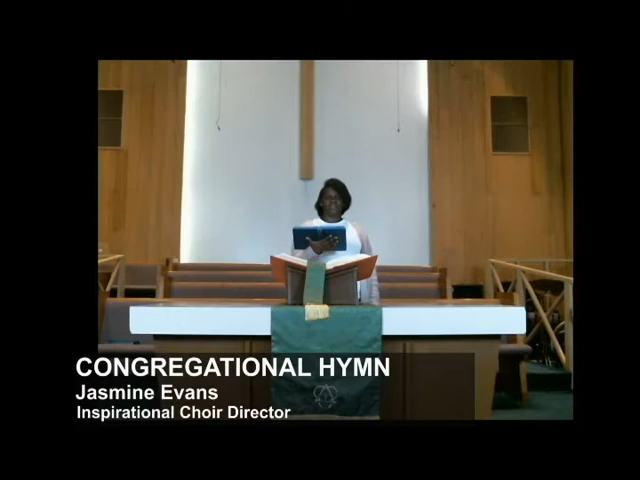 CONGREGATIONAL HYMN
Jasmine Evans
Inspirational Choir Director